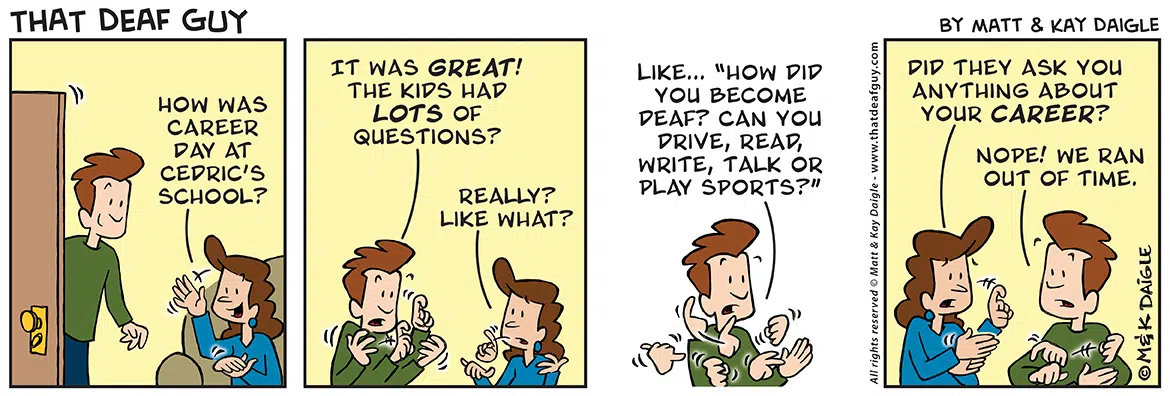 THAT DEAF GUY
BY MATT & KAY DAIGLE
HOW WAS
CAREER
DAY AT
CEDRIC'S
SCHOOL?
IT WAS GREAT!
THE KIDS HAD
LOTS OF
QUESTIONS?
REALLY?
LIKE WHAT?
LIKE... "HOW DID
YOU BECOME
DEAF? CAN YOU
DRIVE, READ,
WRITE, TALK OR
PLAY SPORTS?"
All rights reserved © Matt & Kay Daigle - www.thatdeafguy.com
DID THEY ASK YOU
ANYTHING ABOUT
YOUR CAREER?
NOPE! WE RAN
OUT OF TIME.
©M&K DAIGLE